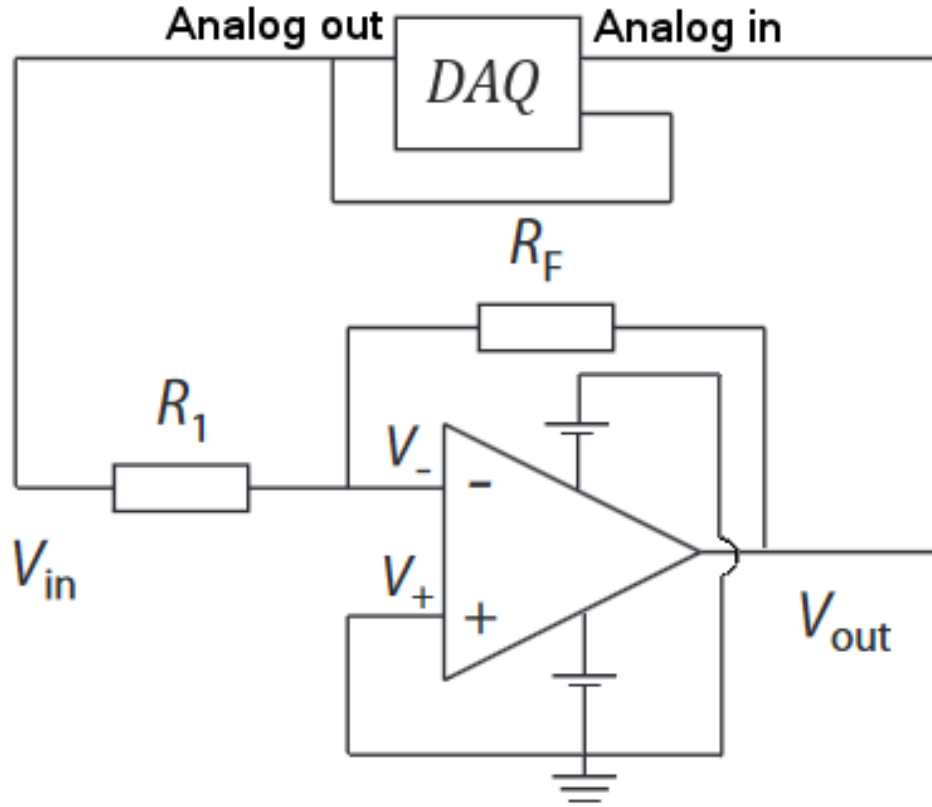 Analog out
Analog in
DAQ
R_F
R_1
V_-
-
V_in
V_+
+
V_out